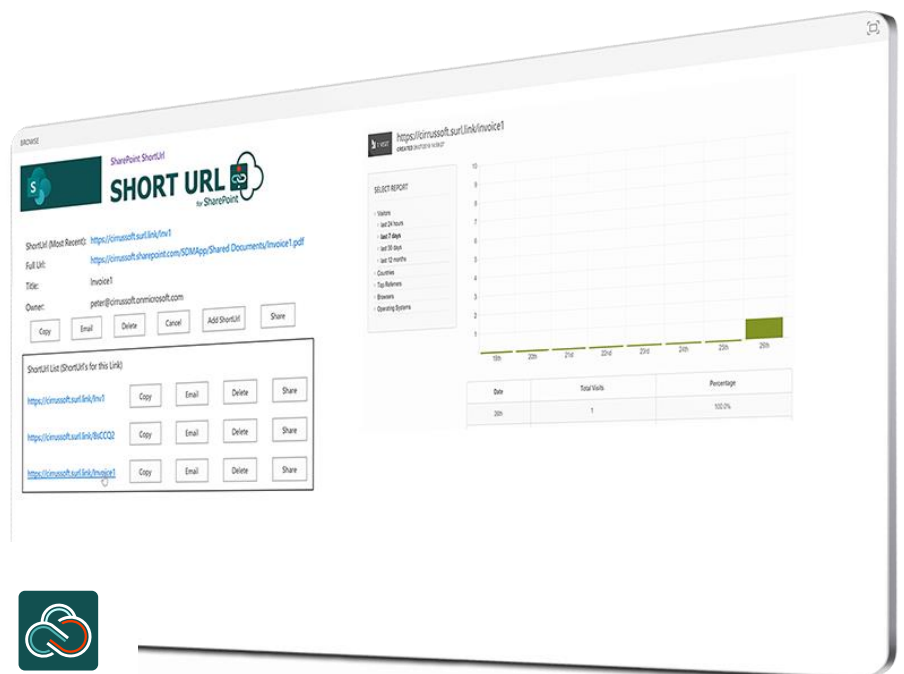 BROWSE
S
SharePoint ShortUrl
SHORT URL
for SharePoint
ShortUrl (Most Recent): https://cirrussoft.surl.link/Inv1
Full Url: https://cirrussoft.sharepoint.com/SDMApp/Shared Documents/Invoice1.pdf
Title: Invoice1
Owner: peter@cirrussoft.onmicrosoft.com
Copy Email Delete Cancel Add ShortUrl Share
ShortUrl List (ShortUrl's for this Link)
https://cirrussoft.surl.link/Inv1 Copy Email Delete Share
https://cirrussoft.surl.link/BsCCQ2 Copy Email Delete Share
https://cirrussoft.surl.link/Invoice1 Copy Email Delete Share
1 VISIT
https://cirrussoft.surl.link/Invoice1
CREATED
SELECT REPORT
Visitors
last 24 hours
last 7 days
last 30 days
last 12 months
Countries
Top Referrers
Browsers
Operating Systems
10
9
8
7
6
5
4
3
2
1
19th 20th 21st 22nd 23rd 24th 25th 26th
Date Total Visits Percentage
26th 1 100.0%